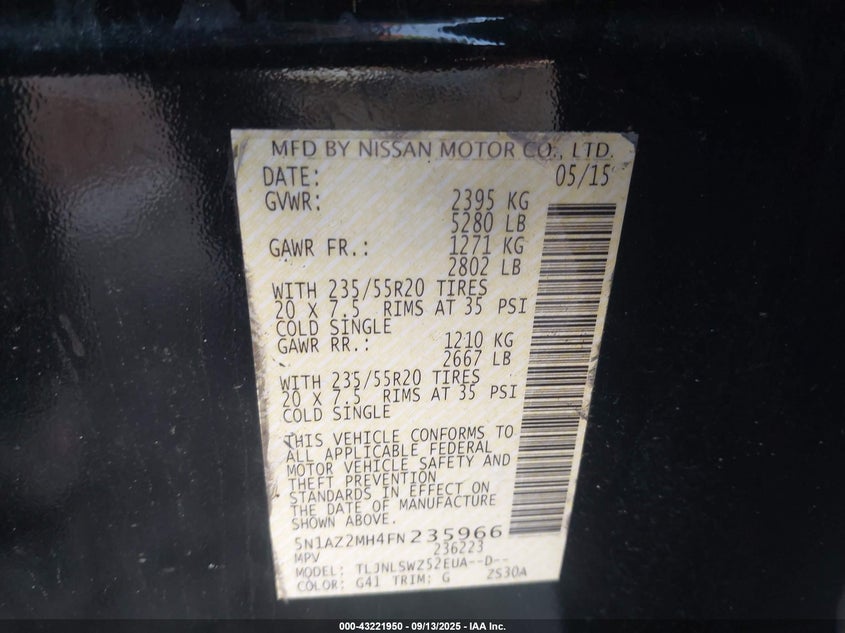 MFD BY NISSAN MOTOR CO., LTD.
DATE: 05/15
GVWR: 2395 KG
5280 LB
GAWR FR.: 1271 KG
2802 LB
WITH 235/55R20 TIRES
20 X 7.5 RIMS AT 35 PSI
COLD SINGLE
GAWR RR.: 1210 KG
2667 LB
WITH 235/55R20 TIRES
20 X 7.5 RIMS AT 35 PSI
COLD SINGLE
THIS VEHICLE CONFORMS TO
ALL APPLICABLE FEDERAL
MOTOR VEHICLE SAFETY AND
THEFT PREVENTION
STANDARDS IN EFFECT ON
THE DATE OF MANUFACTURE
SHOWN ABOVE.
5N1AZ2MH4FN235966
MPV 236223
MODEL: TLJNLSWZ52EUA--D--
COLOR: G41 TRIM: G ZS30A
000-43221950 - 09/13/2025 - IAA Inc.